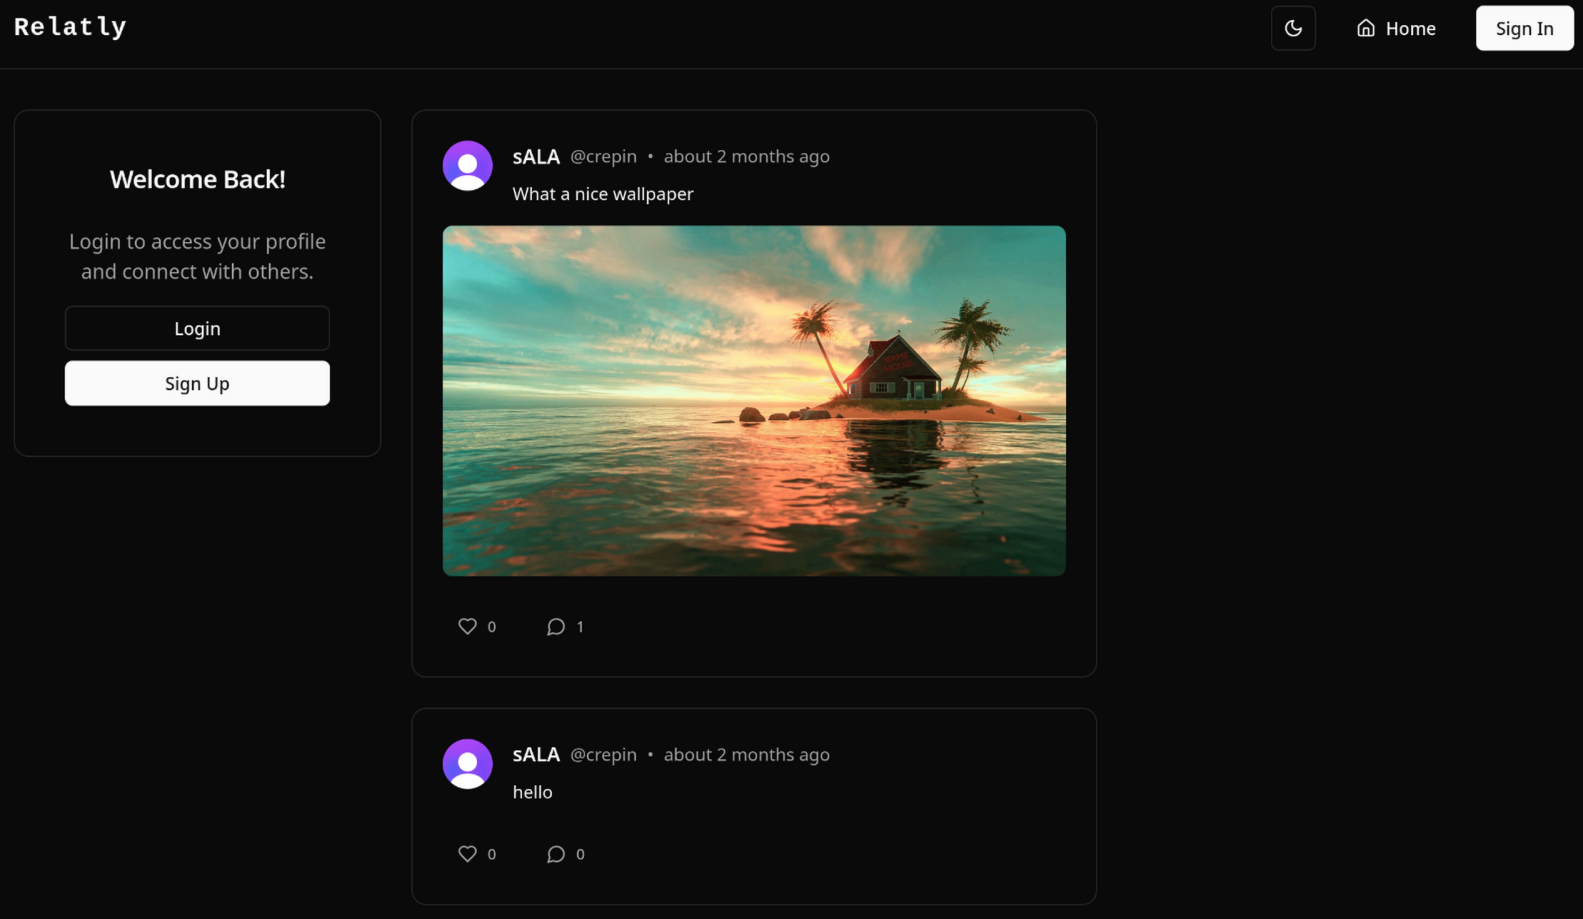 Relatly
Home
Sign In
Welcome Back!
Login to access your profile
and connect with others.
Login
Sign Up
sALA @crepin • about 2 months ago
What a nice wallpaper
KAME
HOUSE
0
1
sALA @crepin • about 2 months ago
hello
0
0